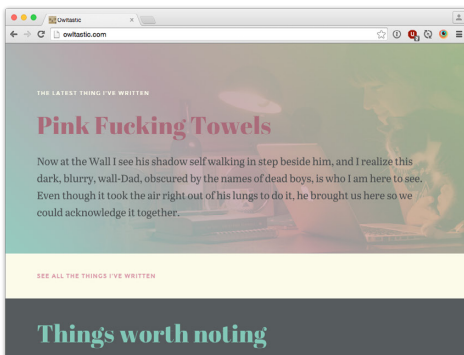 Owltastic
owltastic.com
THE LATEST THING I'VE WRITTEN
Pink Fucking Towels
Now at the Wall I see his shadow self walking in step beside him, and I realize this
dark, blurry, wall-Dad, obscured by the names of dead boys, is who I am here to see.
Even though it took the air right out of his lungs to do it, he brought us here so we
could acknowledge it together.
SEE ALL THE THINGS I'VE WRITTEN
Things worth noting